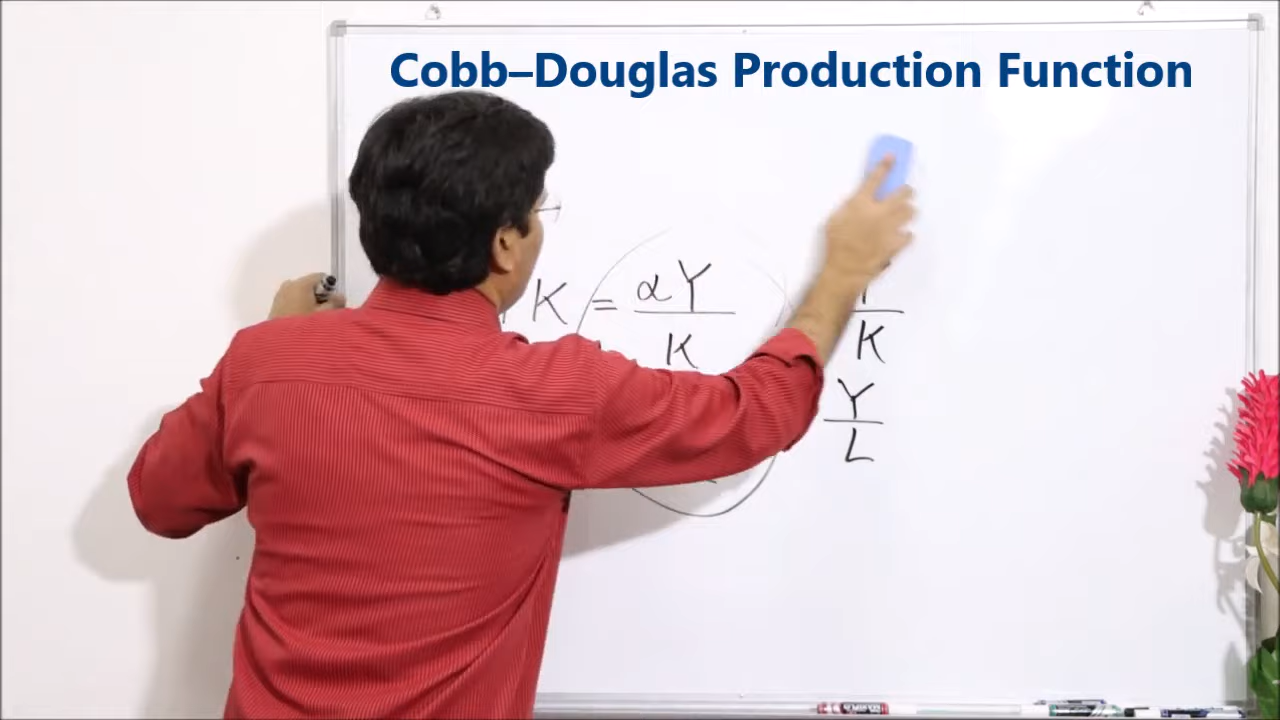 Cobb–Douglas Production Function
K = αY / K
Y / K
Y / L